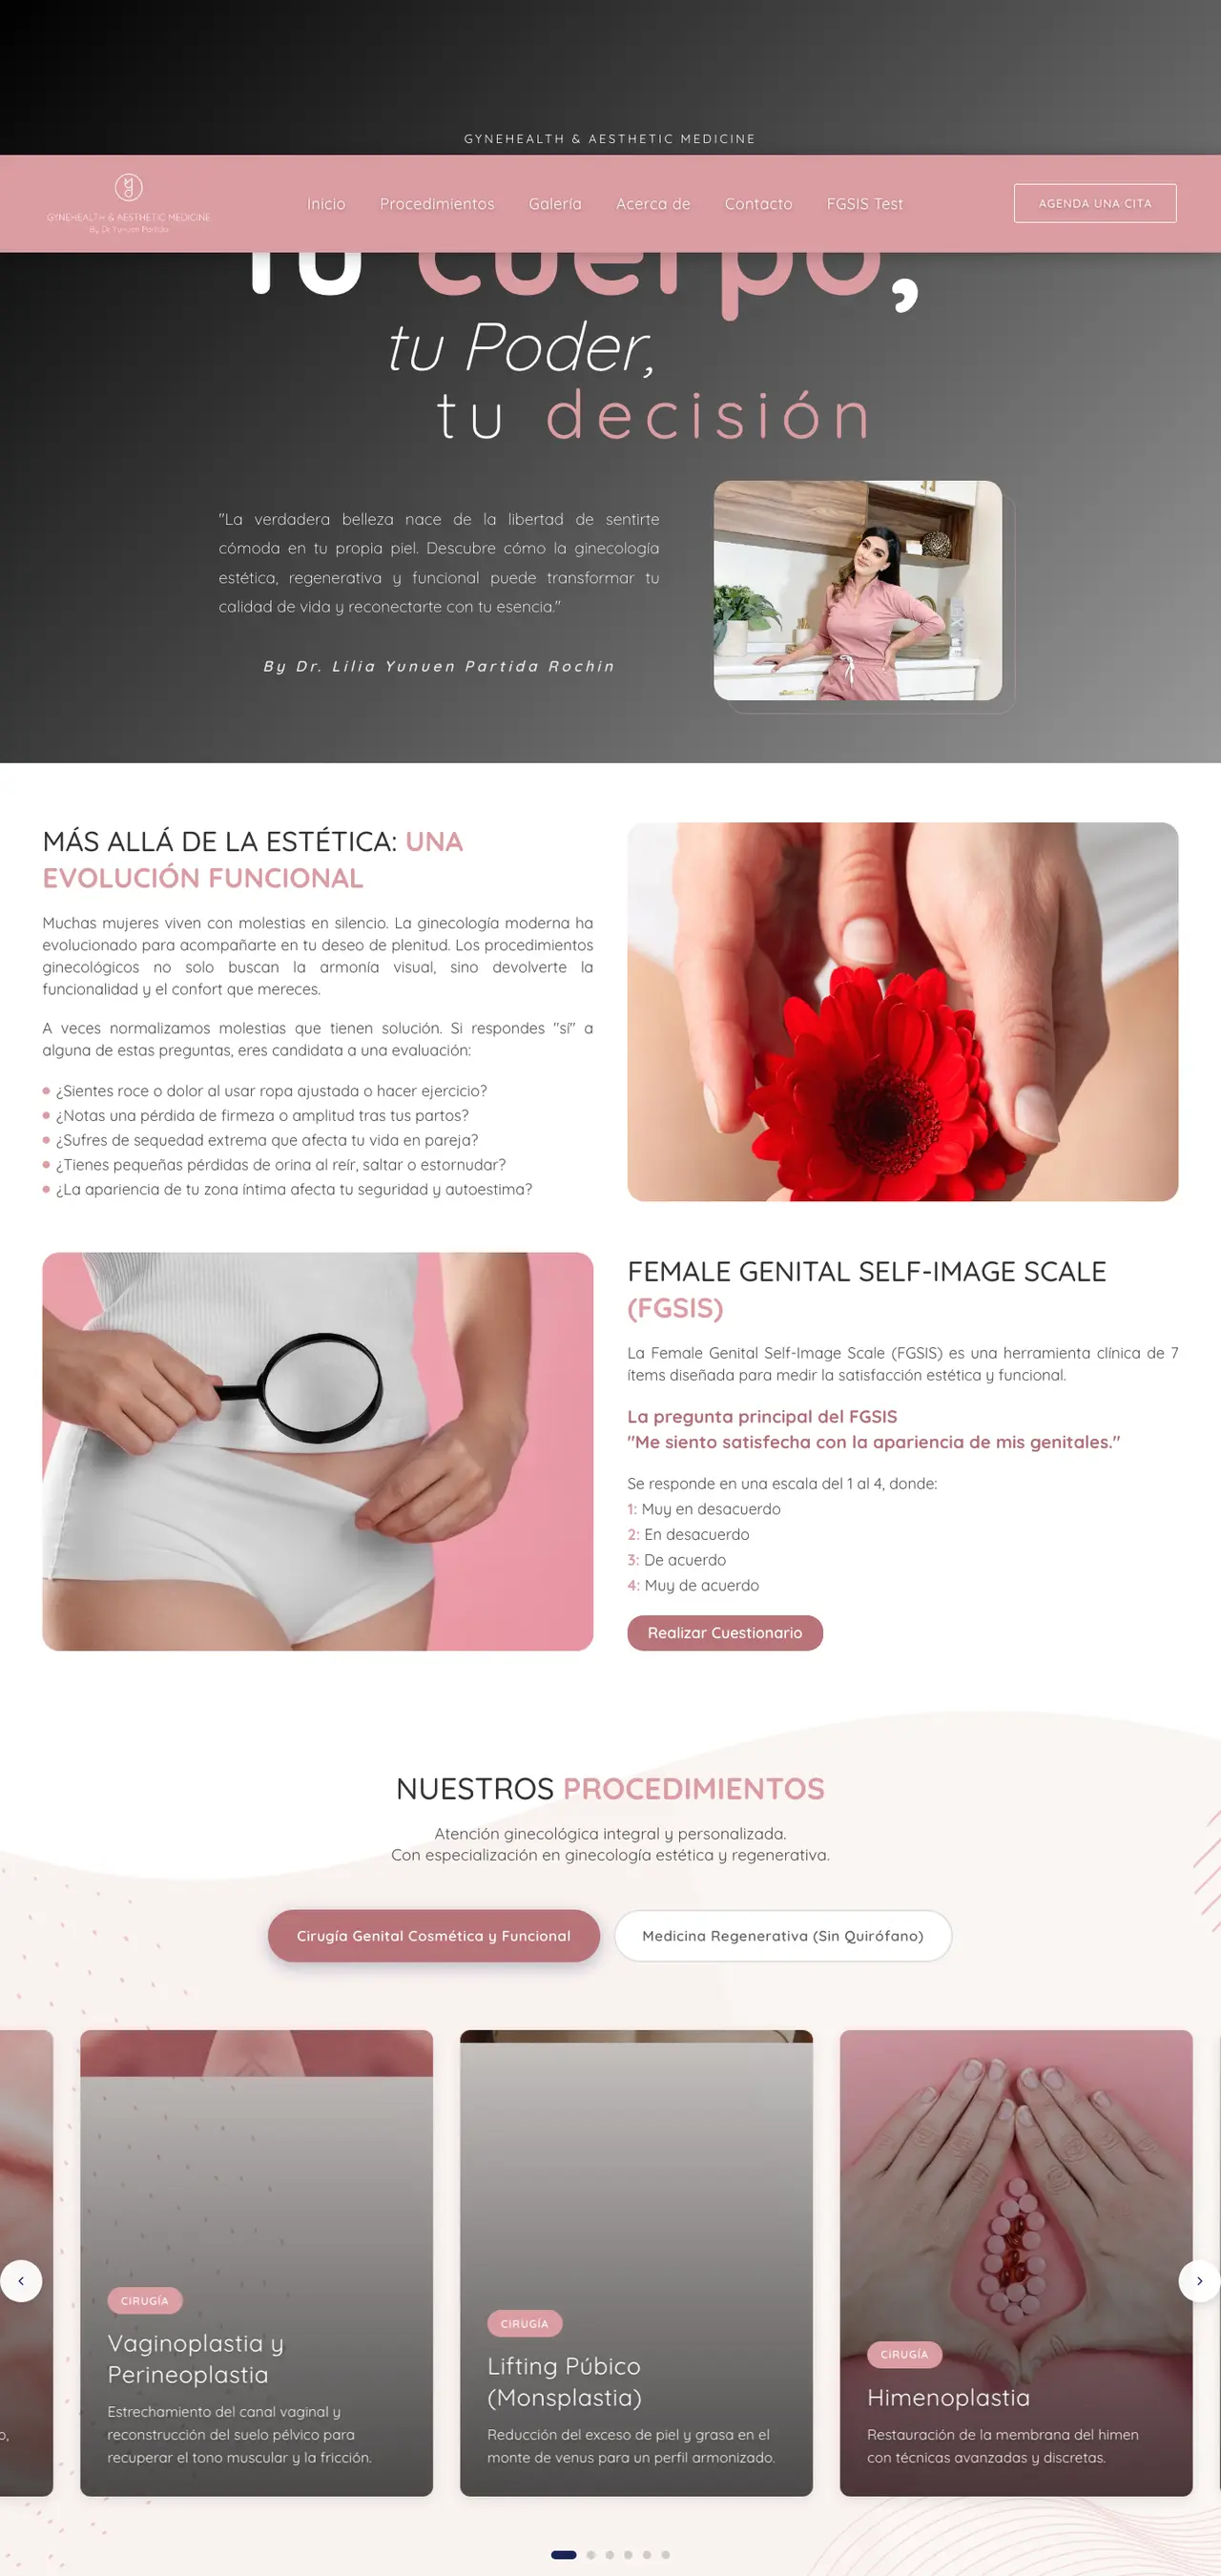 GYNEHEALTH & AESTHETIC MEDICINE
GYNEHEALTH & AESTHETIC MEDICINE
By Dr. Yunuen Partida
Inicio
Procedimientos
Galería
Acerca de
Contacto
FGSIS Test
AGENDA UNA CITA
Tu cuerpo,
tu Poder,
tu decisión
"La verdadera belleza nace de la libertad de sentirte
cómoda en tu propia piel. Descubre cómo la ginecología
estética, regenerativa y funcional puede transformar tu
calidad de vida y reconectarte con tu esencia."
By Dr. Lilia Yunuen Partida Rochin
MÁS ALLÁ DE LA ESTÉTICA: UNA
EVOLUCIÓN FUNCIONAL
Muchas mujeres viven con molestias en silencio. La ginecología moderna ha
evolucionado para acompañarte en tu deseo de plenitud. Los procedimientos
ginecológicos no solo buscan la armonía visual, sino devolverte la
funcionalidad y el confort que mereces.
A veces normalizamos molestias que tienen solución. Si respondes "sí" a
alguna de estas preguntas, eres candidata a una evaluación:
¿Sientes roce o dolor al usar ropa ajustada o hacer ejercicio?
¿Notas una pérdida de firmeza o amplitud tras tus partos?
¿Sufres de sequedad extrema que afecta tu vida en pareja?
¿Tienes pequeñas pérdidas de orina al reír, saltar o estornudar?
¿La apariencia de tu zona íntima afecta tu seguridad y autoestima?
FEMALE GENITAL SELF-IMAGE SCALE
(FGSIS)
La Female Genital Self-Image Scale (FGSIS) es una herramienta clínica de 7
ítems diseñada para medir la satisfacción estética y funcional.
La pregunta principal del FGSIS
"Me siento satisfecha con la apariencia de mis genitales."
Se responde en una escala del 1 al 4, donde:
1: Muy en desacuerdo
2: En desacuerdo
3: De acuerdo
4: Muy de acuerdo
Realizar Cuestionario
NUESTROS PROCEDIMIENTOS
Atención ginecológica integral y personalizada.
Con especialización en ginecología estética y regenerativa.
Cirugía Genital Cosmética y Funcional
Medicina Regenerativa (Sin Quirófano)
CIRUGÍA
Vaginoplastia y
Perineoplastia
Estrechamiento del canal vaginal y
reconstrucción del suelo pélvico para
recuperar el tono muscular y la fricción.
CIRUGÍA
Lifting Púbico
(Monsplastia)
Reducción del exceso de piel y grasa en el
monte de venus para un perfil armonizado.
CIRUGÍA
Himenoplastia
Restauración de la membrana del himen
con técnicas avanzadas y discretas.